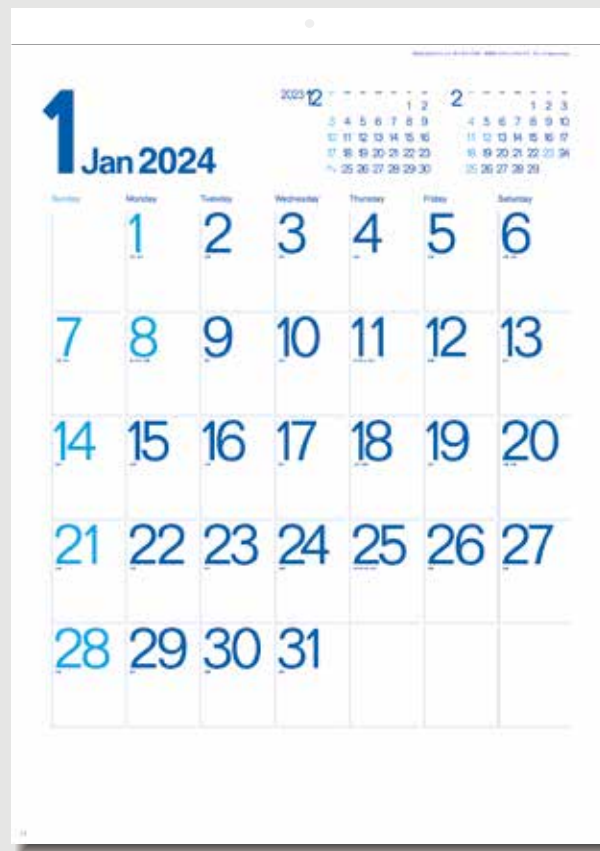 1 Jan 2024
2023 12
1 2
3 4 5 6 7 8 9
10 11 12 13 14 15 16
17 18 19 20 21 22 23
25 26 27 28 29 30
2
1 2 3
4 5 6 7 8 9 10
11 12 13 14 15 16 17
18 19 20 21 22 23 24
25 26 27 28 29
Sunday Monday Tuesday Wednesday Thursday Friday Saturday
1 2 3 4 5 6
7 8 9 10 11 12 13
14 15 16 17 18 19 20
21 22 23 24 25 26 27
28 29 30 31